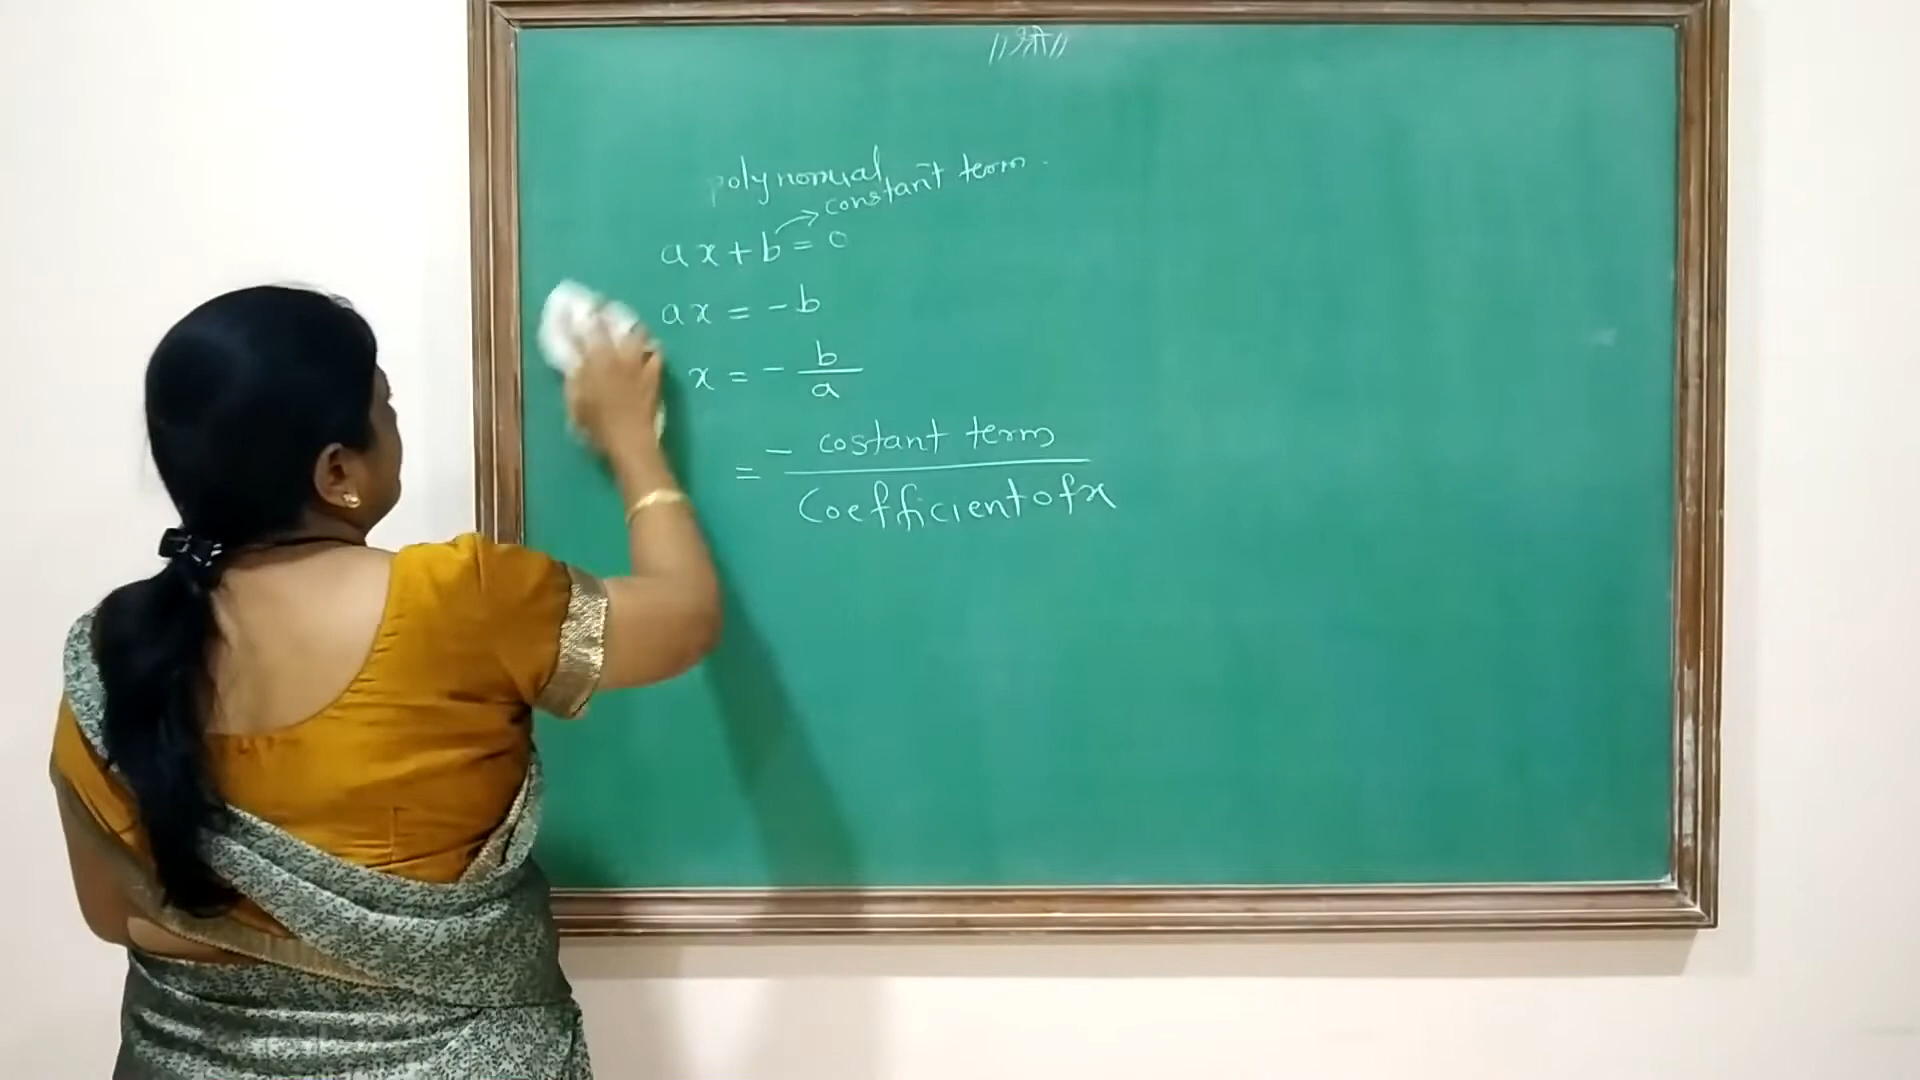 ॥श्री॥
polynomial
constant term.
ax+b=0
ax = -b
x = - b/a
= - costant term / Coefficient of x